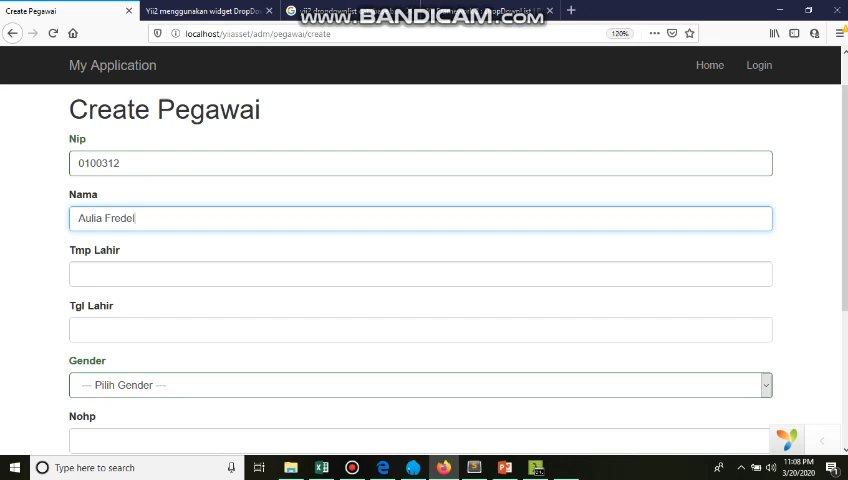 Create Pegawai
Yii2 menggunakan widget DropDo
www.BANDICAM.com
localhost/yiiasset/adm/pegawai/create
120%
My Application
Home
Login
Create Pegawai
Nip
0100312
Nama
Aulia Fredel
Tmp Lahir
Tgl Lahir
Gender
--- Pilih Gender ---
Nohp
Type here to search
11:08 PM
3/20/2020